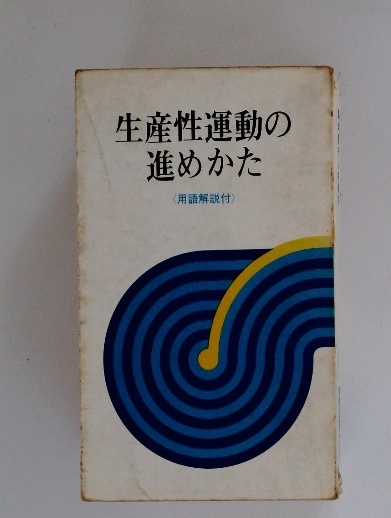 生産性運動の
進めかた
〈用語解説付〉